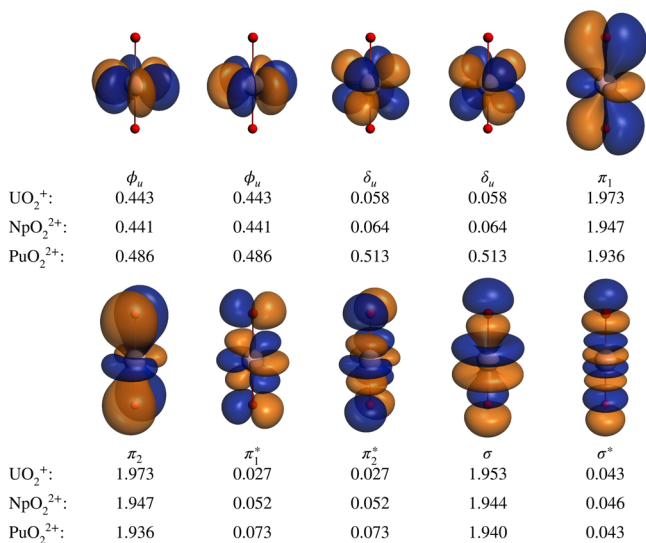 ϕᵤ ϕᵤ δᵤ δᵤ π₁
UO₂⁺: 0.443 0.443 0.058 0.058 1.973
NpO₂²⁺: 0.441 0.441 0.064 0.064 1.947
PuO₂²⁺: 0.486 0.486 0.513 0.513 1.936
π₂ π₁* π₂* σ σ*
UO₂⁺: 1.973 0.027 0.027 1.953 0.043
NpO₂²⁺: 1.947 0.052 0.052 1.944 0.046
PuO₂²⁺: 1.936 0.073 0.073 1.940 0.043